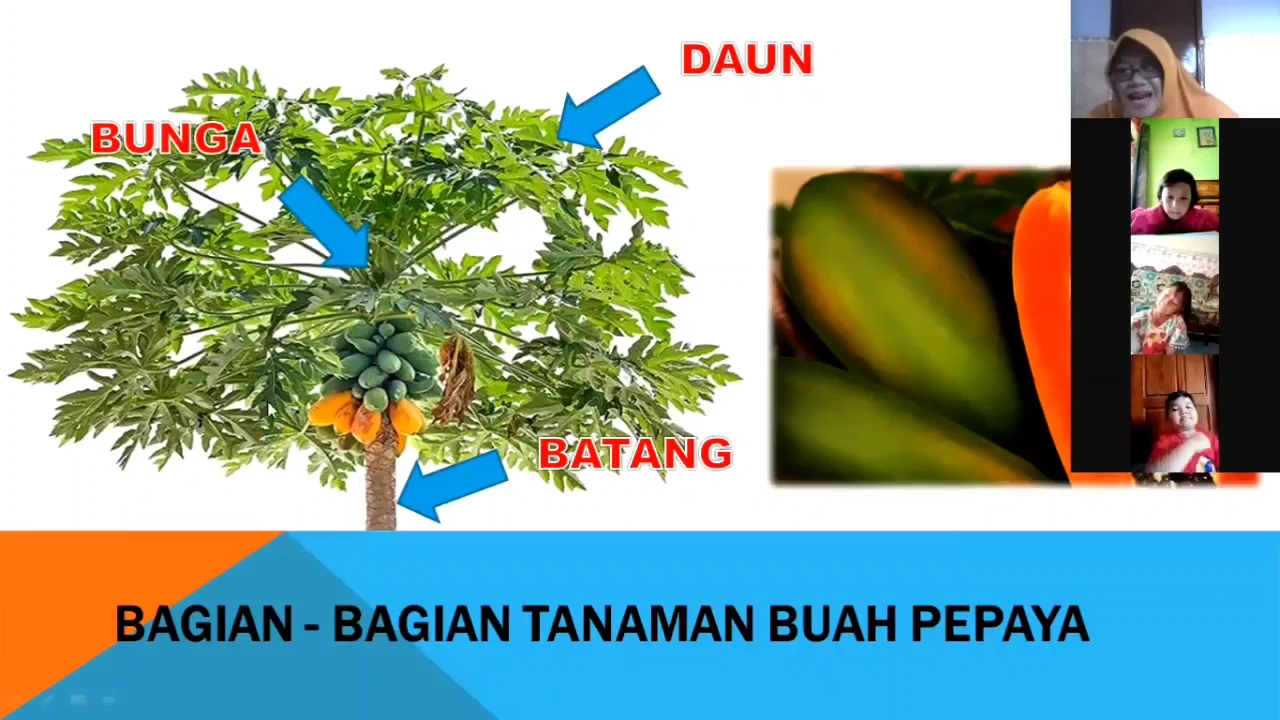 DAUN
BUNGA
BATANG
BAGIAN - BAGIAN TANAMAN BUAH PEPAYA